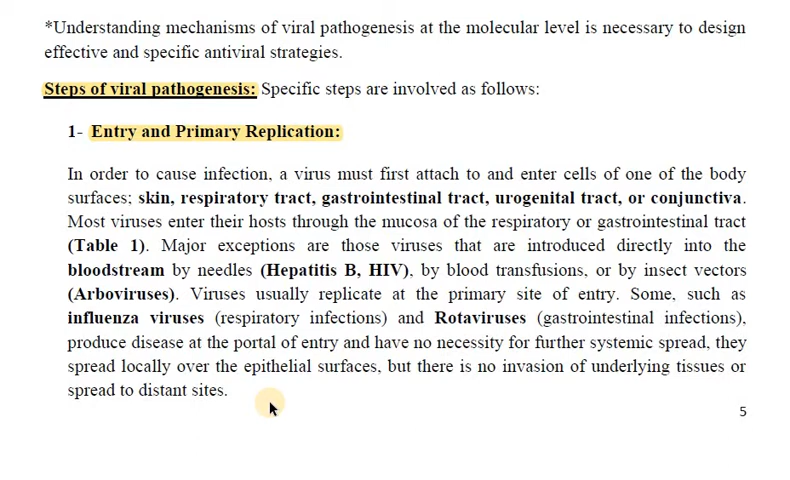 *Understanding mechanisms of viral pathogenesis at the molecular level is necessary to design
effective and specific antiviral strategies.
Steps of viral pathogenesis: Specific steps are involved as follows:
1- Entry and Primary Replication:
In order to cause infection, a virus must first attach to and enter cells of one of the body
surfaces; skin, respiratory tract, gastrointestinal tract, urogenital tract, or conjunctiva.
Most viruses enter their hosts through the mucosa of the respiratory or gastrointestinal tract
(Table 1). Major exceptions are those viruses that are introduced directly into the
bloodstream by needles (Hepatitis B, HIV), by blood transfusions, or by insect vectors
(Arboviruses). Viruses usually replicate at the primary site of entry. Some, such as
influenza viruses (respiratory infections) and Rotaviruses (gastrointestinal infections),
produce disease at the portal of entry and have no necessity for further systemic spread, they
spread locally over the epithelial surfaces, but there is no invasion of underlying tissues or
spread to distant sites.
5